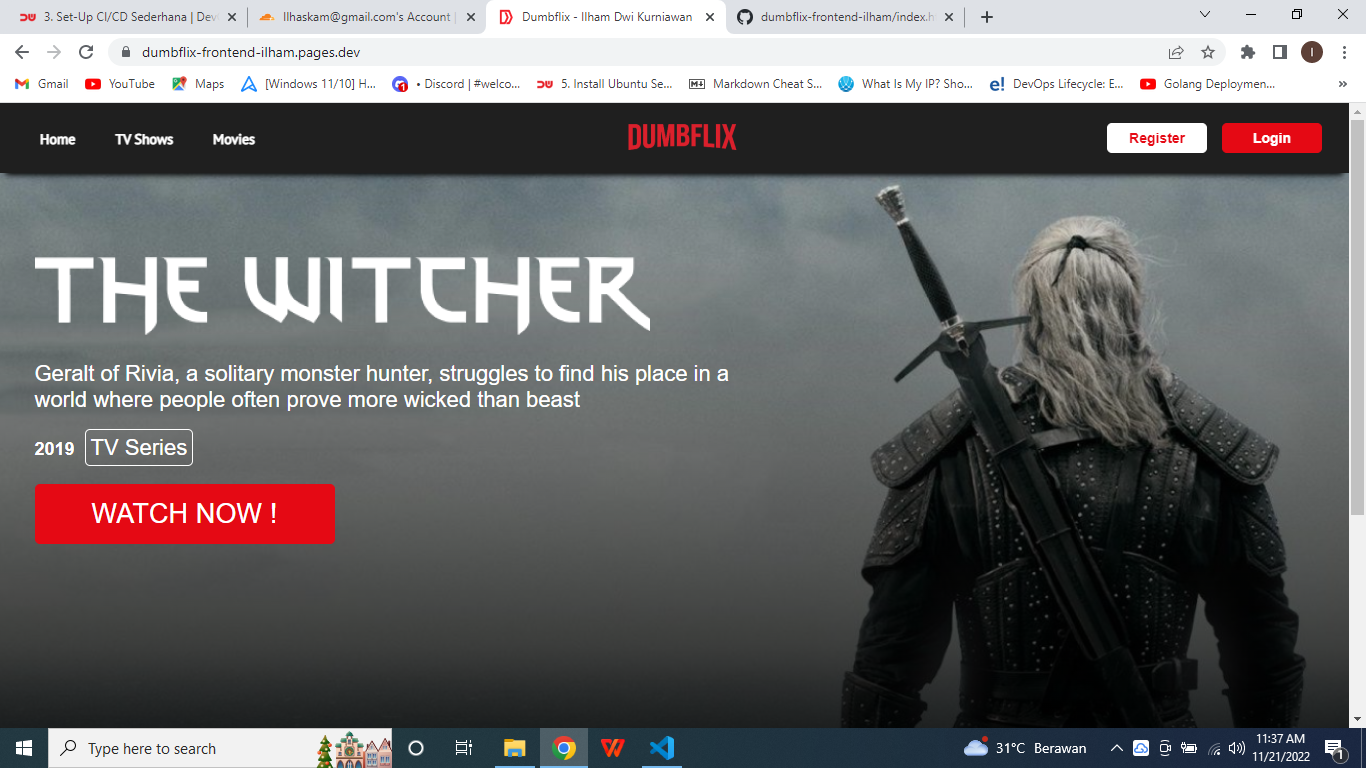 3. Set-Up CI/CD Sederhana | Dev
Ilhaskam@gmail.com's Account |
Dumbflix - Ilham Dwi Kurniawan
dumbflix-frontend-ilham/index.h
dumbflix-frontend-ilham.pages.dev
I
Gmail
YouTube
Maps
[Windows 11/10] H...
• Discord | #welco...
5. Install Ubuntu Se...
Markdown Cheat S...
What Is My IP? Sho...
DevOps Lifecycle: E...
Golang Deploymen...
»
Home
TV Shows
Movies
DUMBFLIX
Register
Login
THE WITCHER
Geralt of Rivia, a solitary monster hunter, struggles to find his place in a
world where people often prove more wicked than beast
2019 TV Series
WATCH NOW !
Type here to search
31°C Berawan
11:37 AM
11/21/2022
1